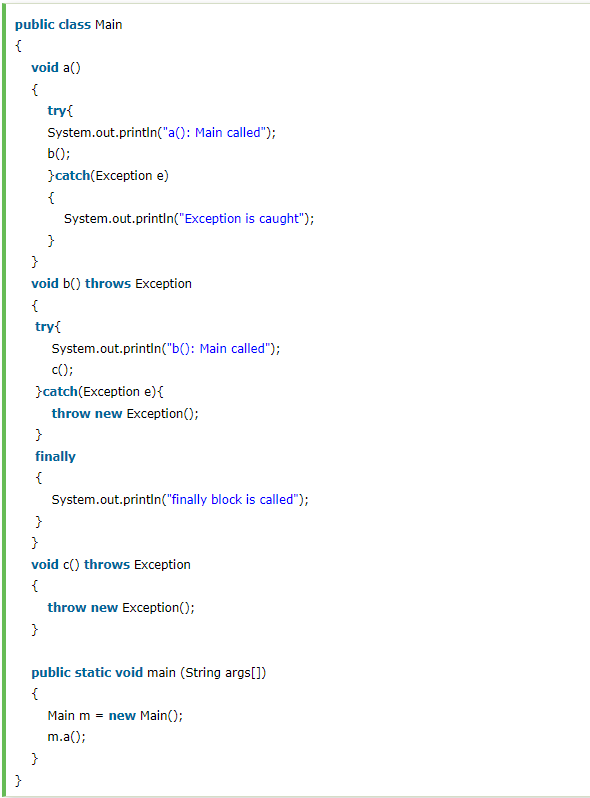 public class Main
{
void a()
{
try{
System.out.println("a(): Main called");
b();
}catch(Exception e)
{
System.out.println("Exception is caught");
}
}
void b() throws Exception
{
try{
System.out.println("b(): Main called");
c();
}catch(Exception e){
throw new Exception();
}
finally
{
System.out.println("finally block is called");
}
}
void c() throws Exception
{
throw new Exception();
}
public static void main (String args[])
{
Main m = new Main();
m.a();
}
}